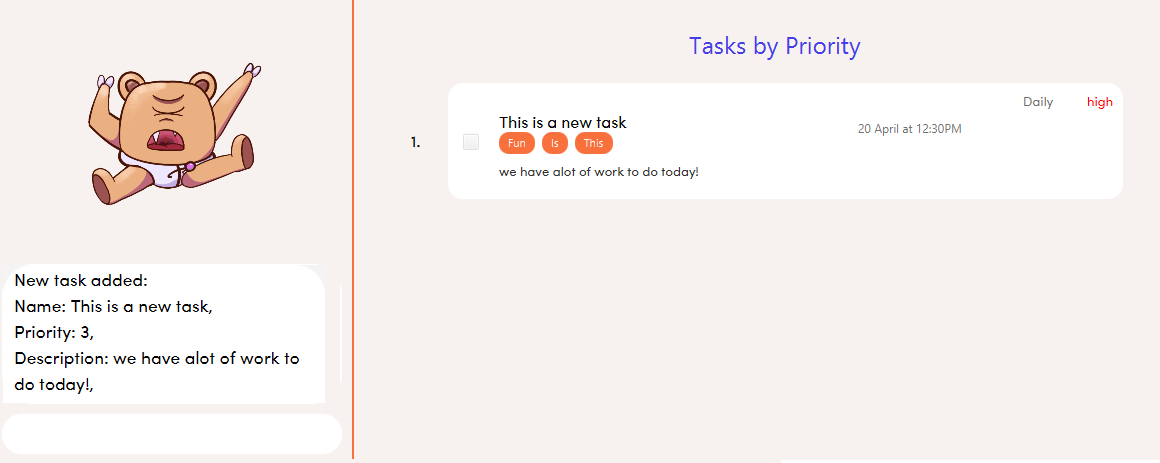 New task added:
Name: This is a new task,
Priority: 3,
Description: we have alot of work to
do today!,
Tasks by Priority
Daily high
1. This is a new task
20 April at 12:30PM
Fun Is This
we have alot of work to do today!